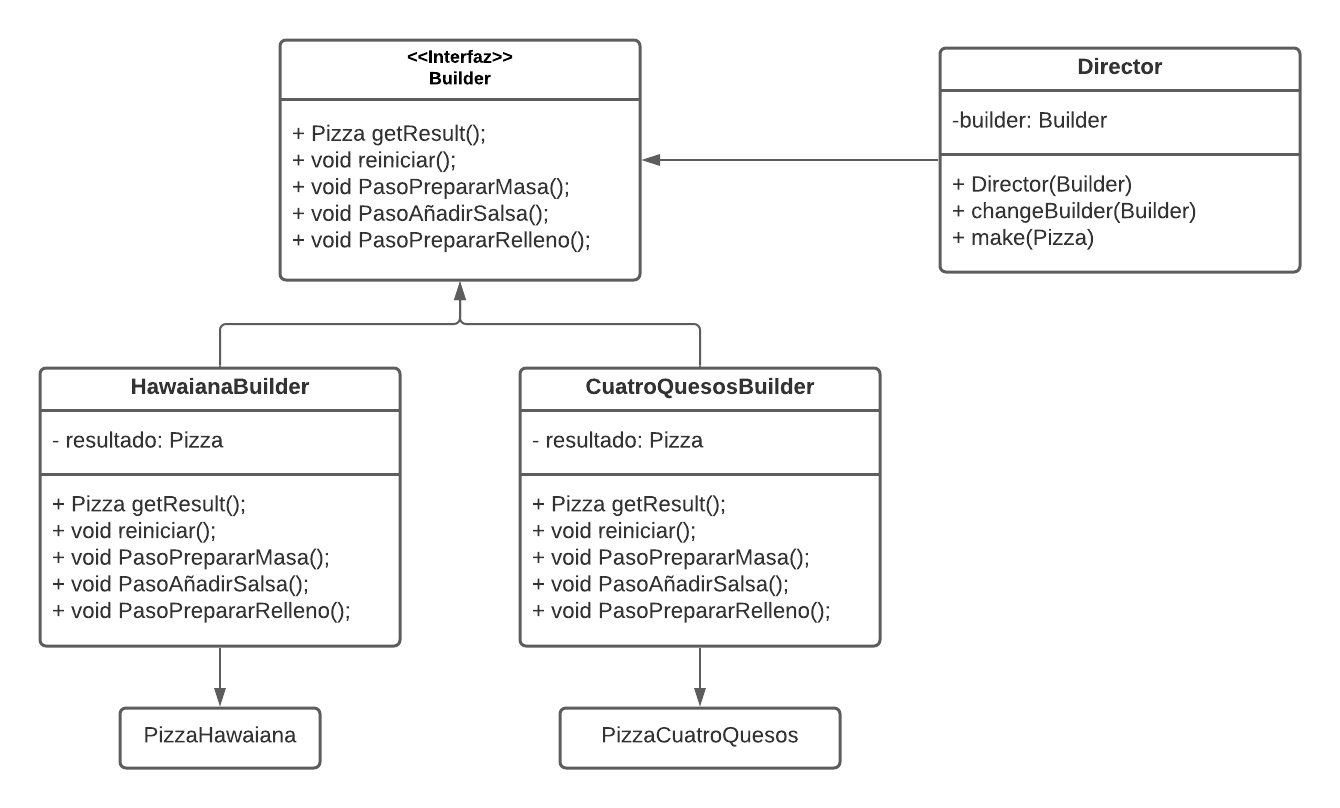 <<Interfaz>>
Builder
+ Pizza getResult();
+ void reiniciar();
+ void PasoPrepararMasa();
+ void PasoAñadirSalsa();
+ void PasoPrepararRelleno();
Director
-builder: Builder
+ Director(Builder)
+ changeBuilder(Builder)
+ make(Pizza)
HawaianaBuilder
- resultado: Pizza
+ Pizza getResult();
+ void reiniciar();
+ void PasoPrepararMasa();
+ void PasoAñadirSalsa();
+ void PasoPrepararRelleno();
CuatroQuesosBuilder
- resultado: Pizza
+ Pizza getResult();
+ void reiniciar();
+ void PasoPrepararMasa();
+ void PasoAñadirSalsa();
+ void PasoPrepararRelleno();
PizzaHawaiana
PizzaCuatroQuesos